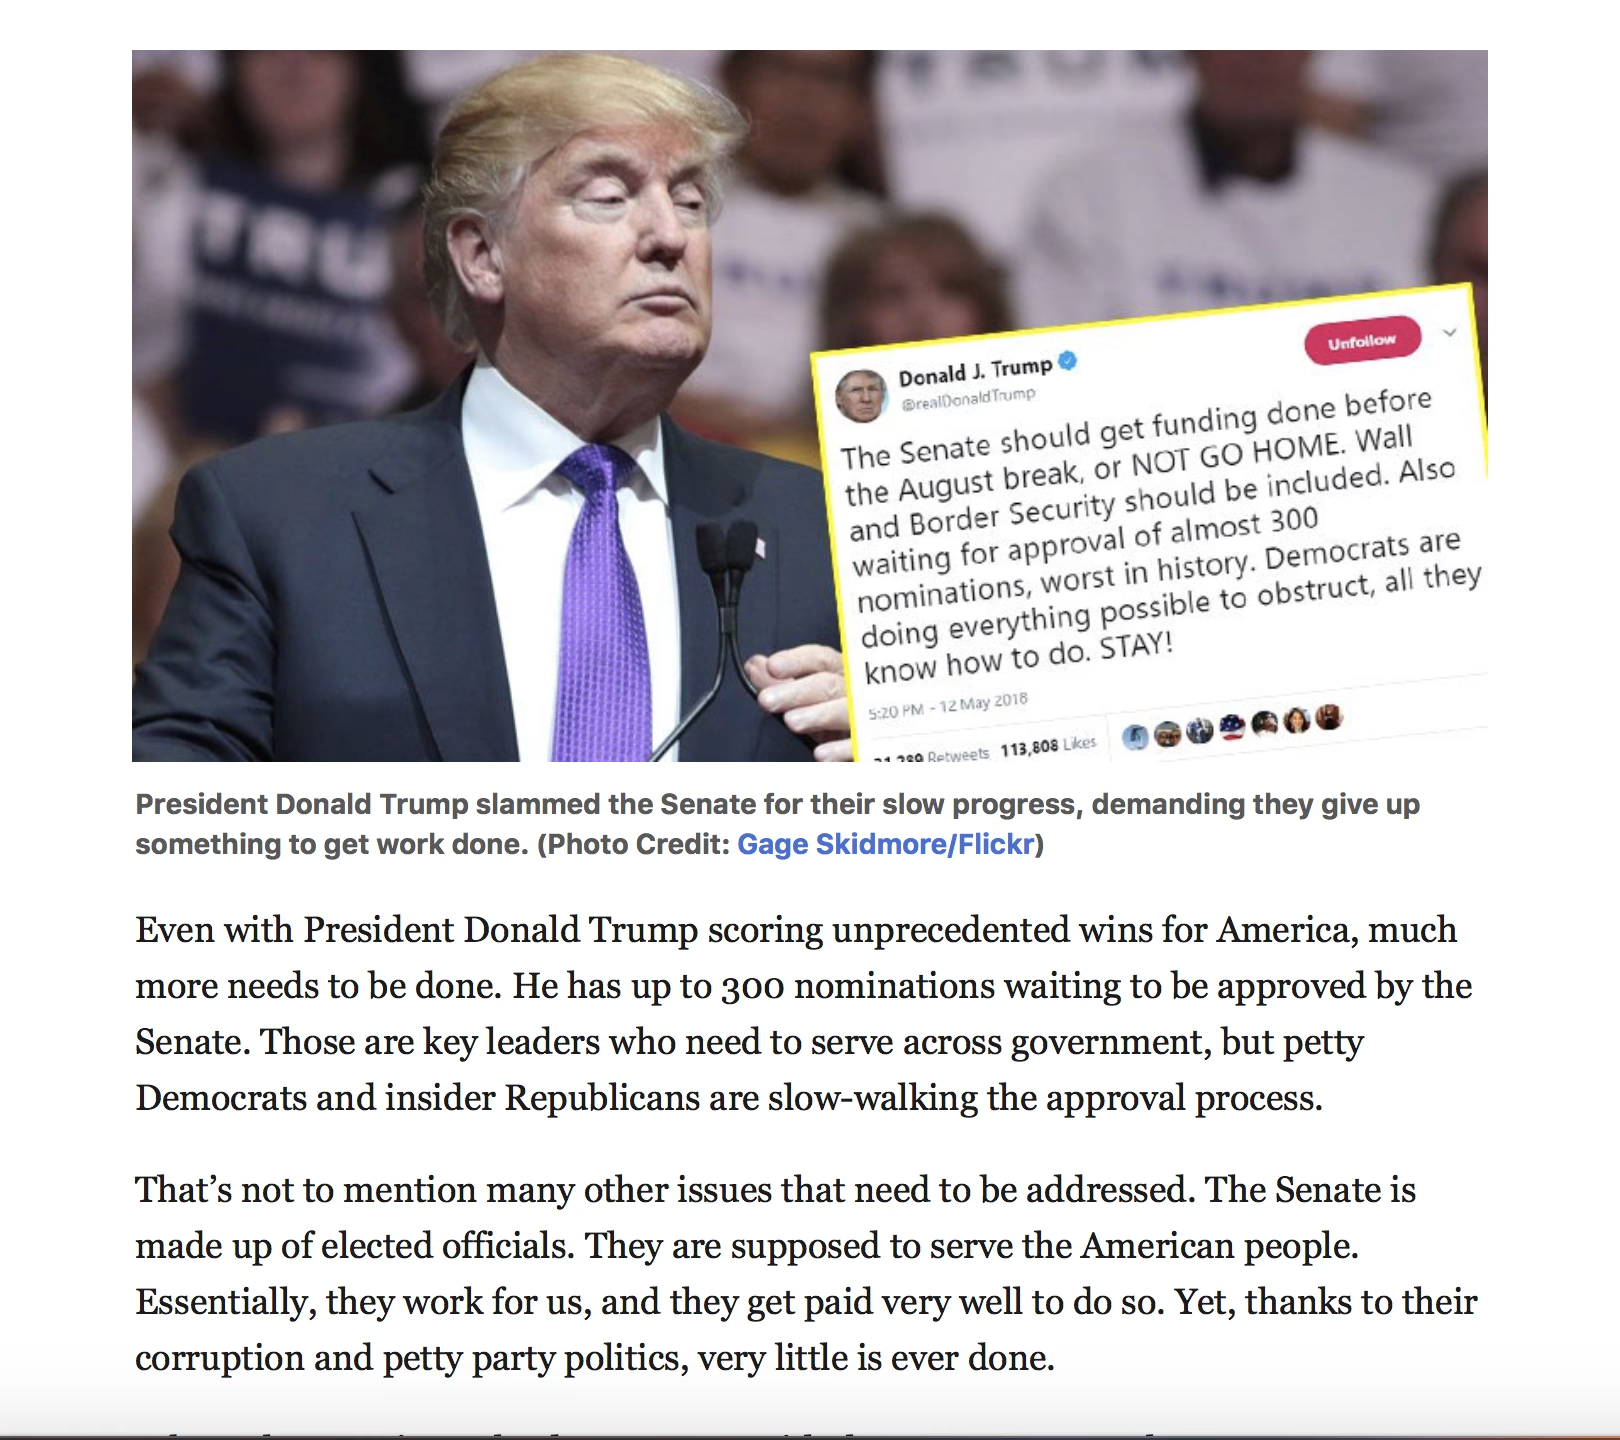 TRU
Donald J. Trump
@realDonaldTrump
Unfollow
The Senate should get funding done before
the August break, or NOT GO HOME. Wall
and Border Security should be included. Also
waiting for approval of almost 300
nominations, worst in history. Democrats are
doing everything possible to obstruct, all they
know how to do. STAY!
5:20 PM - 12 May 2018
Retweets 113,808 Likes
President Donald Trump slammed the Senate for their slow progress, demanding they give up
something to get work done. (Photo Credit: Gage Skidmore/Flickr)
Even with President Donald Trump scoring unprecedented wins for America, much
more needs to be done. He has up to 300 nominations waiting to be approved by the
Senate. Those are key leaders who need to serve across government, but petty
Democrats and insider Republicans are slow-walking the approval process.
That’s not to mention many other issues that need to be addressed. The Senate is
made up of elected officials. They are supposed to serve the American people.
Essentially, they work for us, and they get paid very well to do so. Yet, thanks to their
corruption and petty party politics, very little is ever done.